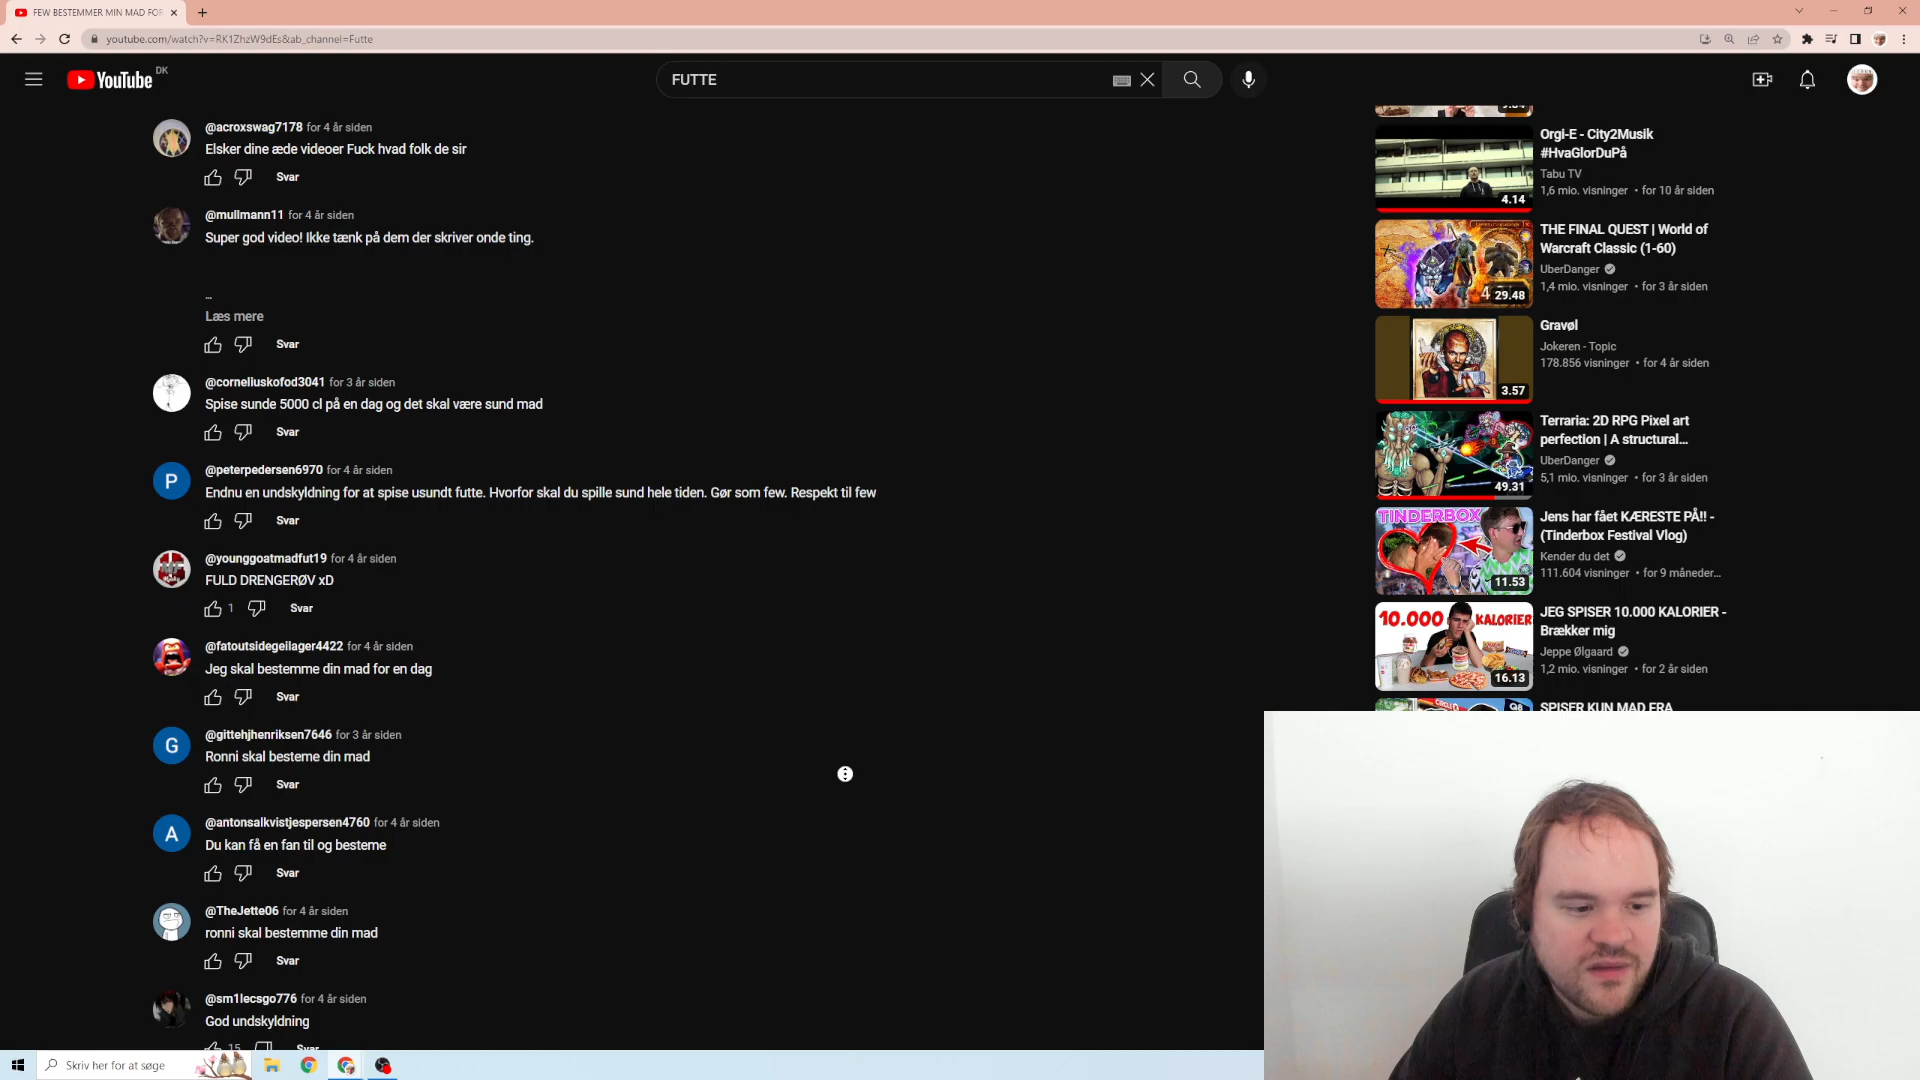 FEW BESTEMMER MIN MAD FOR
youtube.com/watch?v=RK1ZhzW9dEs&ab_channel=Futte
YouTube DK
FUTTE
@acroxswag7178 for 4 år siden
Elsker dine æde videoer Fuck hvad folk de sir
Svar
@mullmann11 for 4 år siden
Super god video! Ikke tænk på dem der skriver onde ting.
...
Læs mere
Svar
@corneliuskofod3041 for 3 år siden
Spise sunde 5000 cl på en dag og det skal være sund mad
Svar
P
@peterpedersen6970 for 4 år siden
Endnu en undskyldning for at spise usundt futte. Hvorfor skal du spille sund hele tiden. Gør som few. Respekt til few
Svar
@younggoatmadfut19 for 4 år siden
FULD DRENGERØV xD
1 Svar
@fatoutsidegeilager4422 for 4 år siden
Jeg skal bestemme din mad for en dag
Svar
G
@gittehjhenriksen7646 for 3 år siden
Ronni skal besteme din mad
Svar
A
@antonsalkvistjespersen4760 for 4 år siden
Du kan få en fan til og besteme
Svar
@TheJette06 for 4 år siden
ronni skal bestemme din mad
Svar
@sm1lecsgo776 for 4 år siden
God undskyldning
15 Svar
9.04
Orgi-E - City2Musik
#HvaGlorDuPå
Tabu TV
1,6 mio. visninger • for 10 år siden
4.14
THE FINAL QUEST | World of
Warcraft Classic (1-60)
UberDanger
1,4 mio. visninger • for 3 år siden
29.48
Gravøl
Jokeren - Topic
178.856 visninger • for 4 år siden
3.57
Terraria: 2D RPG Pixel art
perfection | A structural...
UberDanger
5,1 mio. visninger • for 3 år siden
49.31
TINDERBOX
Jens har fået KÆRESTE PÅ!! -
(Tinderbox Festival Vlog)
Kender du det
111.604 visninger • for 9 måneder...
11.53
10.000 KALORIER
JEG SPISER 10.000 KALORIER -
Brækker mig
Jeppe Ølgaard
1,2 mio. visninger • for 2 år siden
16.13
CIRCLE Q8
SPISER KUN MAD FRA
Skriv her for at søge